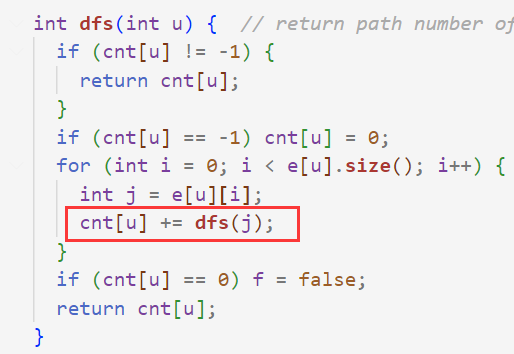 int dfs(int u) {  // return path number of
  if (cnt[u] != -1) {
    return cnt[u];
  }
  if (cnt[u] == -1) cnt[u] = 0;
  for (int i = 0; i < e[u].size(); i++) {
    int j = e[u][i];
    cnt[u] += dfs(j);
  }
  if (cnt[u] == 0) f = false;
  return cnt[u];
}